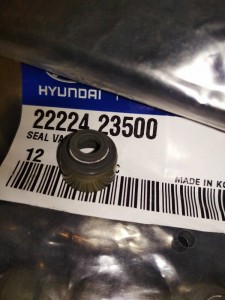 HYUNDAI
22224 23500
SEAL VA
12 C
MADE IN KO